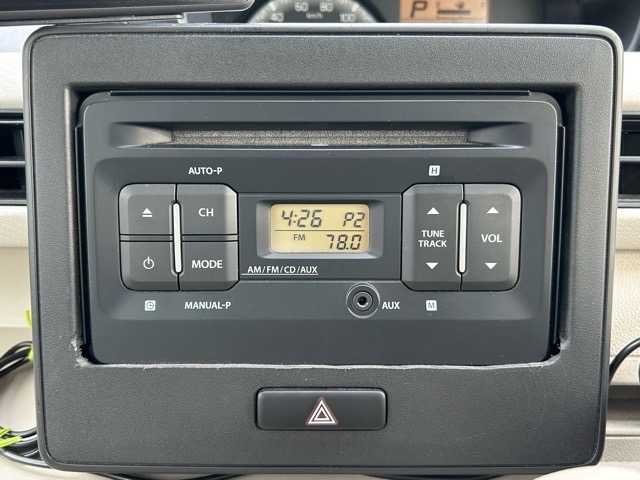 40 60 80 100
km/h
P
AUTO-P
H
CH
4:26 P2
FM 78.0
TUNE
TRACK
VOL
MODE
AM/FM/CD/AUX
MANUAL-P
AUX
M